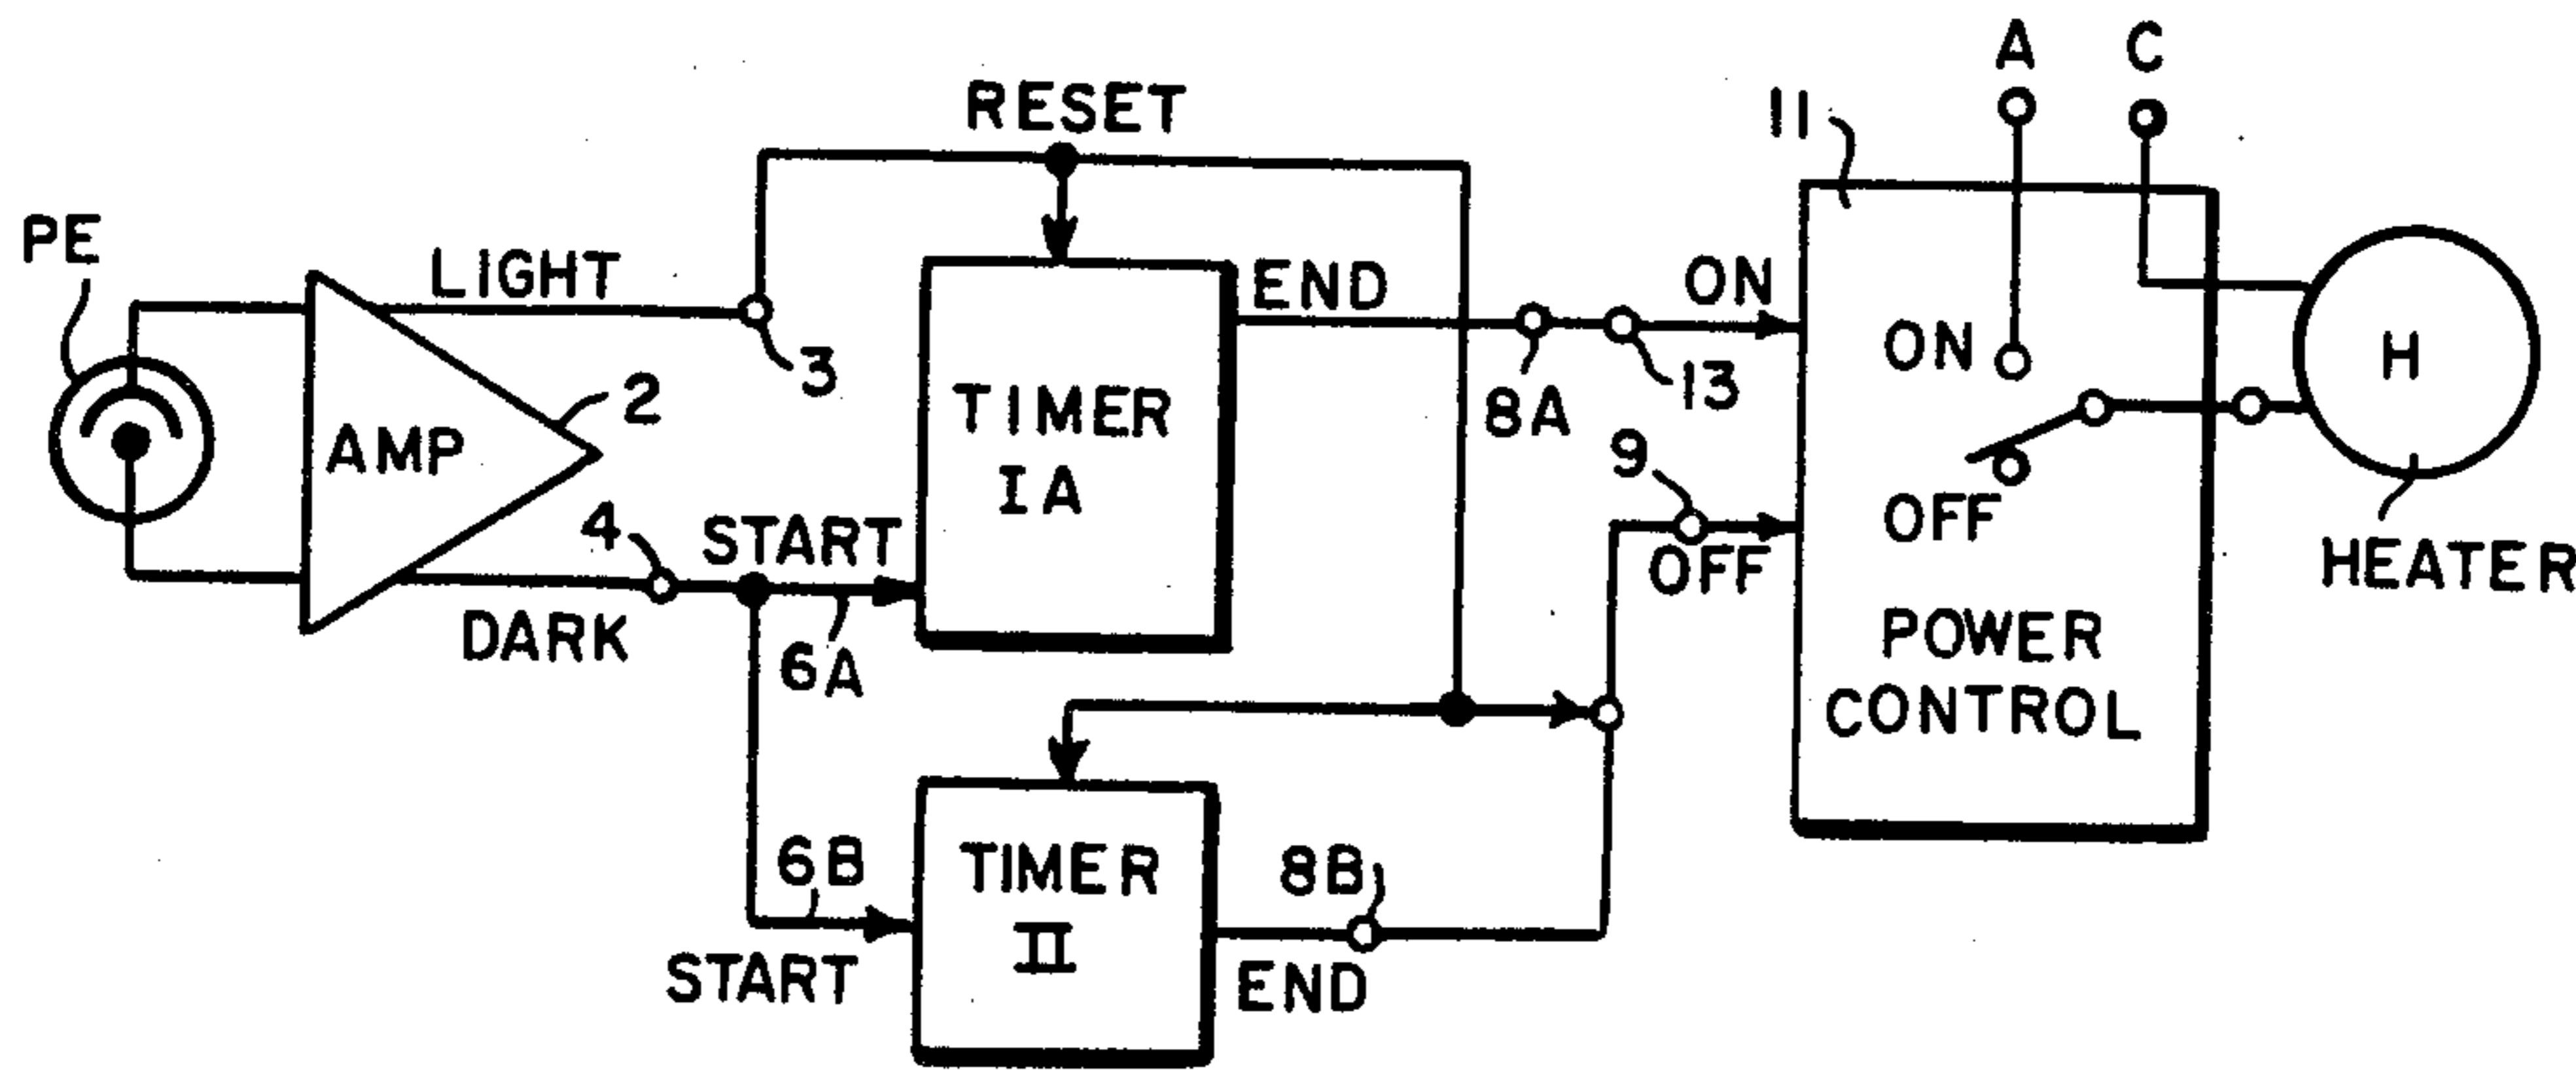 A C
RESET
11
PE
LIGHT
END
ON
3
2
AMP
TIMER
IA
8A
13
ON
H
9
OFF
OFF
4
START
DARK
6A
HEATER
POWER
CONTROL
6B
START
TIMER
II
8B
END